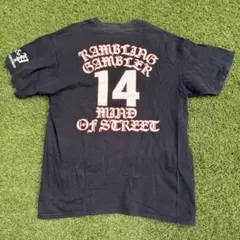 RAMBLING
GAMBLER
14
MIND
OF STREET